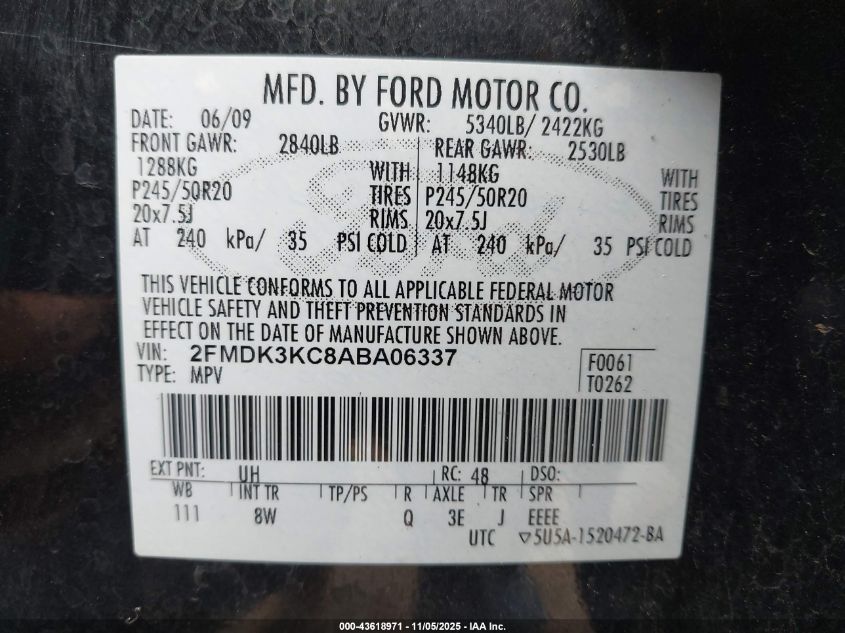 MFD. BY FORD MOTOR CO.
DATE: 06/09 GVWR: 5340LB/ 2422KG
FRONT GAWR: 2840LB REAR GAWR: 2530LB
1288KG WITH 1148KG WITH
P245/50R20 TIRES P245/50R20 TIRES
20x7.5J RIMS 20x7.5J RIMS
AT 240 kPa/ 35 PSI COLD AT 240 kPa/ 35 PSI COLD
THIS VEHICLE CONFORMS TO ALL APPLICABLE FEDERAL MOTOR
VEHICLE SAFETY AND THEFT PREVENTION STANDARDS IN
EFFECT ON THE DATE OF MANUFACTURE SHOWN ABOVE.
VIN: 2FMDK3KC8ABA06337 F0061
TYPE: MPV T0262
EXT PNT: UH RC: 48 DSO:
WB INT TR TP/PS R AXLE TR SPR
111 8W Q 3E J EEEE
UTC ▽5U5A-1520472-BA
000-43618971 - 11/05/2025 - IAA Inc.